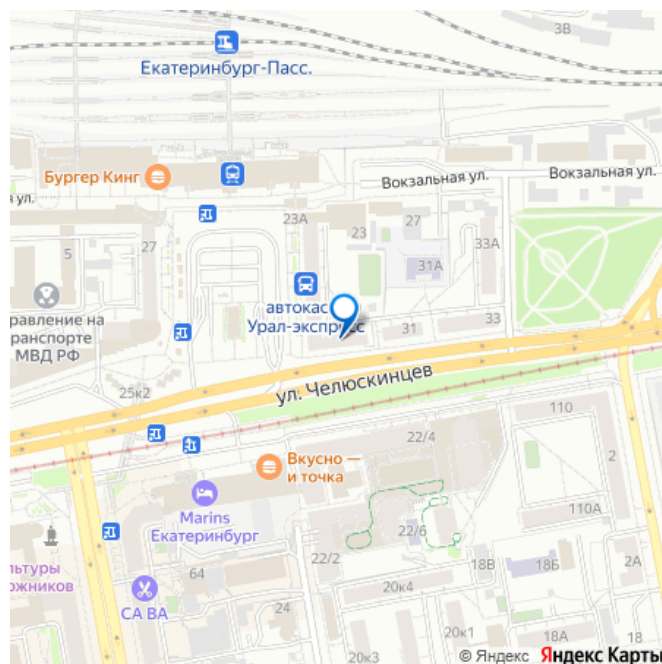 3В
Екатеринбург-Пасс.
Бургер Кинг
Вокзальная ул.
Вокзальная ул.
я ул.
23А
27
23
33А
5
27
31А
автокас
Урал-экспресс
равление на
ранспорте
МВД РФ
31
33
ул. Челюскинцев
25к2
110
22/4
Вкусно —
и точка
2
Marins
Екатеринбург
110А
22/6
льтуры
ожников
22/2
18В
18Б
2А
64
20к4
СА ВА
24
20к1
18А
20к3
© Яндекс Яндекс Карты